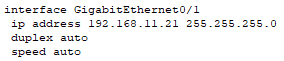 interface GigabitEthernet0/1
 ip address 192.168.11.21 255.255.255.0
 duplex auto
 speed auto